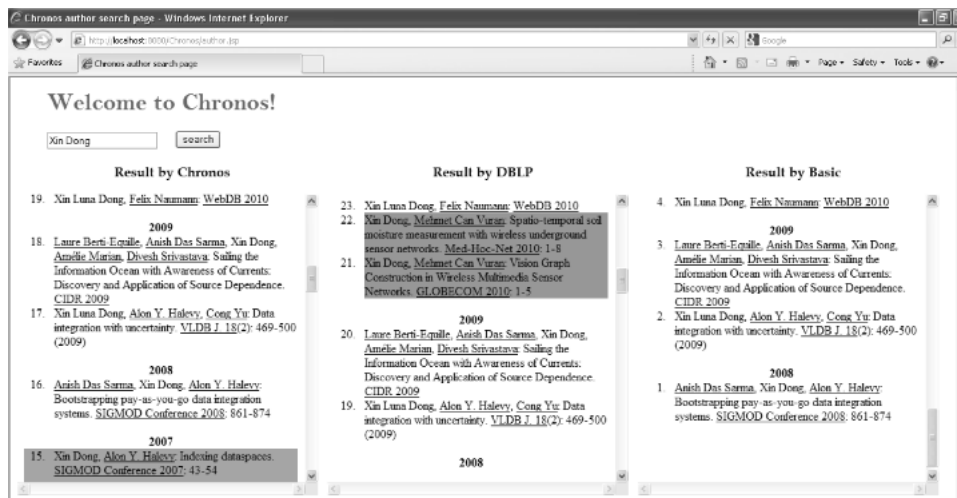 Chronos author search page - Windows Internet Explorer
http://localhost:8080/Chronos/author.jsp
Google
Favorites
Chronos author search page
Page
Safety
Tools
Welcome to Chronos!
Xin Dong
search
Result by Chronos
19. Xin Luna Dong, Felix Naumann: WebDB 2010
2009
18. Laure Berti-Equille, Anish Das Sarma, Xin Dong,
Amélie Marian, Divesh Srivastava: Sailing the
Information Ocean with Awareness of Currents:
Discovery and Application of Source Dependence.
CIDR 2009
17. Xin Luna Dong, Alon Y. Halevy, Cong Yu: Data
integration with uncertainty. VLDB J. 18(2): 469-500
(2009)
2008
16. Anish Das Sarma, Xin Dong, Alon Y. Halevy:
Bootstrapping pay-as-you-go data integration
systems. SIGMOD Conference 2008: 861-874
2007
15. Xin Dong, Alon Y. Halevy: Indexing dataspaces.
SIGMOD Conference 2007: 43-54
Result by DBLP
23. Xin Luna Dong, Felix Naumann: WebDB 2010
22. Xin Dong, Mehmet Can Vuran: Spatio-temporal soil
moisture measurement with wireless underground
sensor networks. Med-Hoc-Net 2010: 1-8
21. Xin Dong, Mehmet Can Vuran: Vision Graph
Construction in Wireless Multimedia Sensor
Networks. GLOBECOM 2010: 1-5
2009
20. Laure Berti-Equille, Anish Das Sarma, Xin Dong,
Amélie Marian, Divesh Srivastava: Sailing the
Information Ocean with Awareness of Currents:
Discovery and Application of Source Dependence.
CIDR 2009
19. Xin Luna Dong, Alon Y. Halevy, Cong Yu: Data
integration with uncertainty. VLDB J. 18(2): 469-500
(2009)
2008
Result by Basic
4. Xin Luna Dong, Felix Naumann: WebDB 2010
2009
3. Laure Berti-Equille, Anish Das Sarma, Xin Dong,
Amélie Marian, Divesh Srivastava: Sailing the
Information Ocean with Awareness of Currents:
Discovery and Application of Source Dependence.
CIDR 2009
2. Xin Luna Dong, Alon Y. Halevy, Cong Yu: Data
integration with uncertainty. VLDB J. 18(2): 469-500
(2009)
2008
1. Anish Das Sarma, Xin Dong, Alon Y. Halevy:
Bootstrapping pay-as-you-go data integration
systems. SIGMOD Conference 2008: 861-874